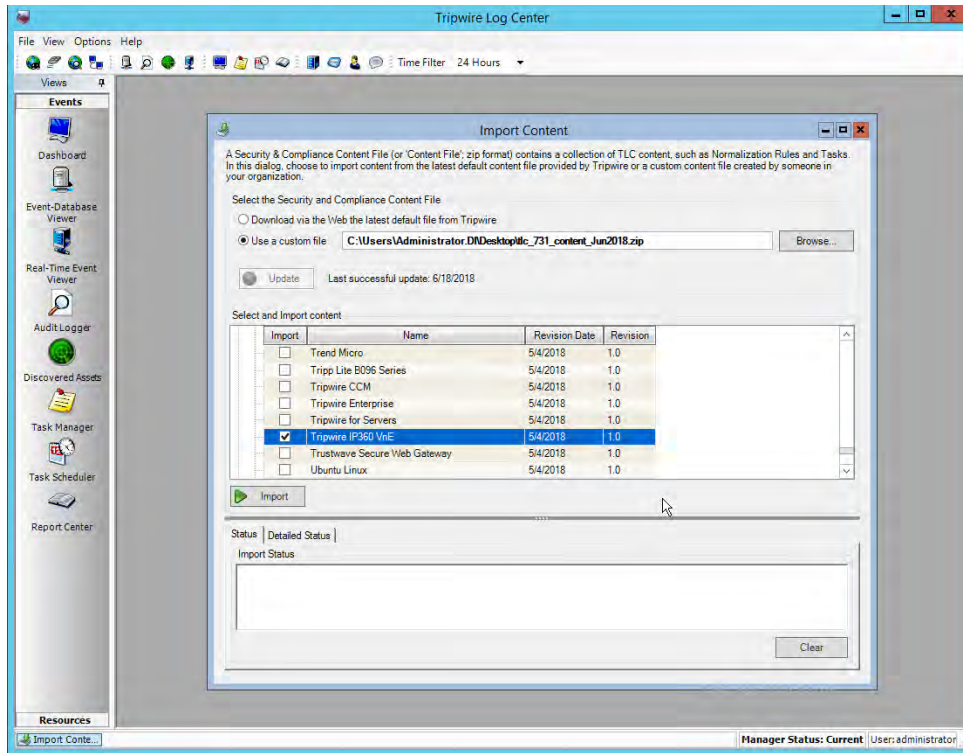 Tripwire Log Center
File View Options Help
Time Filter 24 Hours
Views
Events
Dashboard
Event-Database
Viewer
Real-Time Event
Viewer
Audit Logger
Discovered Assets
Task Manager
Task Scheduler
Report Center
Resources
Import Content
A Security & Compliance Content File (or 'Content File'; zip format) contains a collection of TLC content, such as Normalization Rules and Tasks.
In this dialog, choose to import content from the latest default content file provided by Tripwire or a custom content file created by someone in
your organization.
Select the Security and Compliance Content File
Download via the Web the latest default file from Tripwire
Use a custom file C:\Users\Administrator.DI\Desktop\tlc_731_content_Jun2018.zip Browse...
Update Last successful update: 6/18/2018
Select and Import content
Import Name Revision Date Revision
Trend Micro 5/4/2018 1.0
Tripp Lite B096 Series 5/4/2018 1.0
Tripwire CCM 5/4/2018 1.0
Tripwire Enterprise 5/4/2018 1.0
Tripwire for Servers 5/4/2018 1.0
Tripwire IP360 VnE 5/4/2018 1.0
Trustwave Secure Web Gateway 5/4/2018 1.0
Ubuntu Linux 5/4/2018 1.0
Import
Status Detailed Status
Import Status
Clear
Import Conte...
Manager Status: Current User: administrator